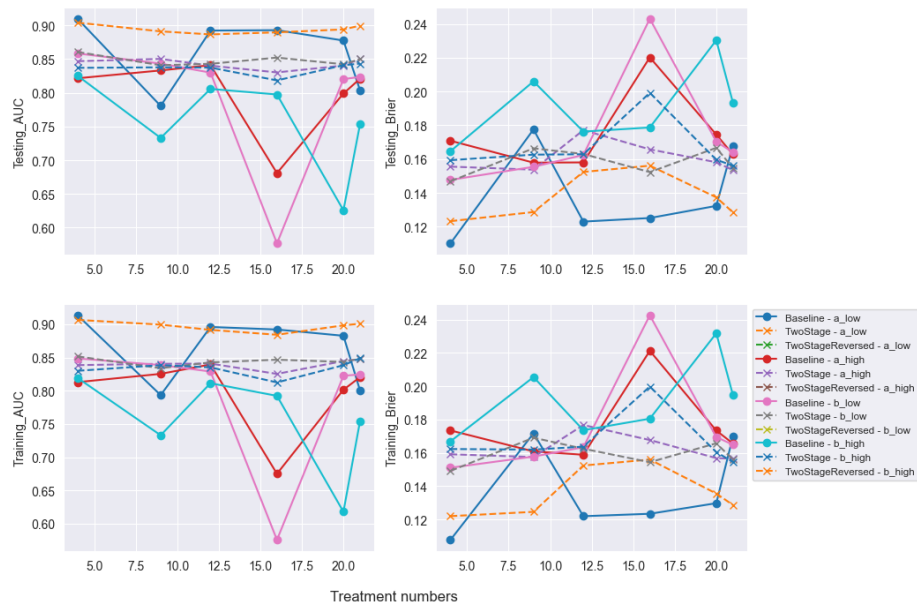 Testing_AUC
0.90
0.85
0.80
0.75
0.70
0.65
0.60
5.0 7.5 10.0 12.5 15.0 17.5 20.0
Testing_Brier
0.24
0.22
0.20
0.18
0.16
0.14
0.12
5.0 7.5 10.0 12.5 15.0 17.5 20.0
Training_AUC
0.90
0.85
0.80
0.75
0.70
0.65
0.60
5.0 7.5 10.0 12.5 15.0 17.5 20.0
Training_Brier
0.24
0.22
0.20
0.18
0.16
0.14
0.12
5.0 7.5 10.0 12.5 15.0 17.5 20.0
Baseline - a_low
TwoStage - a_low
TwoStageReversed - a_low
Baseline - a_high
TwoStage - a_high
TwoStageReversed - a_high
Baseline - b_low
TwoStage - b_low
TwoStageReversed - b_low
Baseline - b_high
TwoStage - b_high
TwoStageReversed - b_high
Treatment numbers